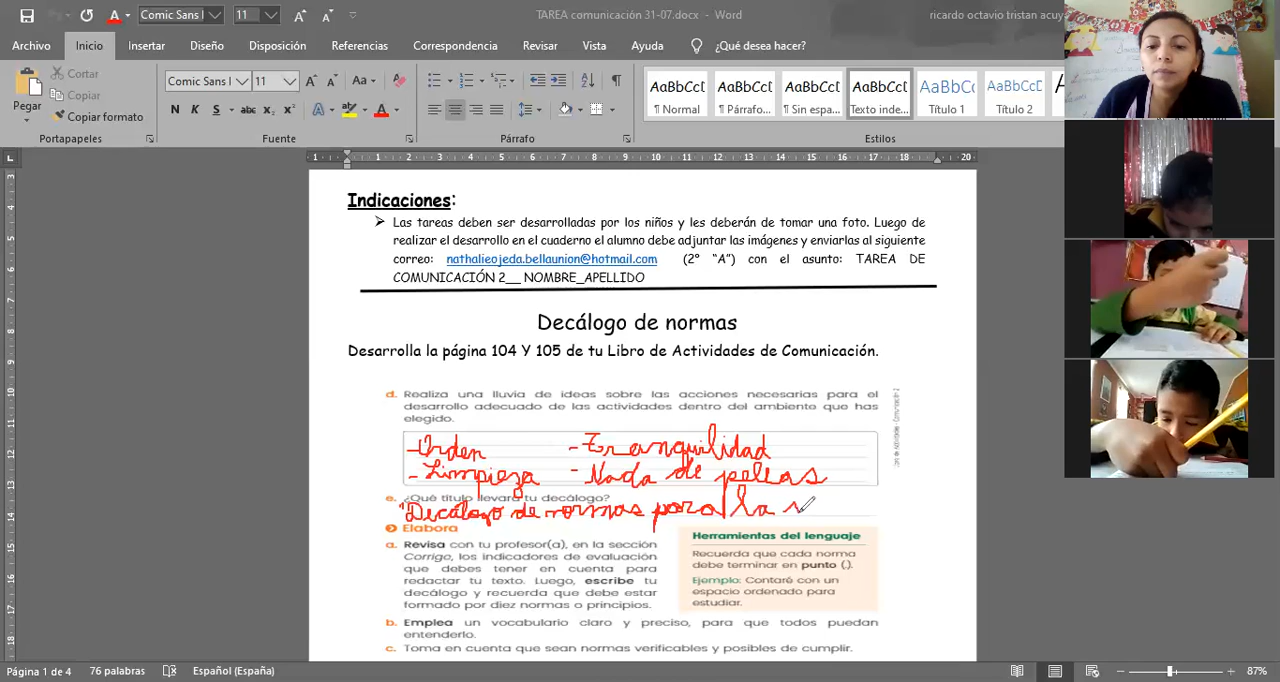 Comic Sans I 11 TAREA comunicación 31-07.docx - Word ricardo octavio tristan acuy
Archivo Inicio Insertar Diseño Disposición Referencias Correspondencia Revisar Vista Ayuda ¿Qué desea hacer?
Pegar
Cortar
Copiar
Copiar formato
Portapapeles
Comic Sans I 11
N K S abc x₂ x²
Fuente
Párrafo
AaBbCcI AaBbCcI AaBbCcI AaBbCcI AaBbC AaBbCcI
¶ Normal ¶ Párrafo... ¶ Sin espa... Texto inde... Título 1 Título 2
Estilos
Indicaciones:
Las tareas deben ser desarrolladas por los niños y les deberán de tomar una foto. Luego de
realizar el desarrollo en el cuaderno el alumno debe adjuntar las imágenes y enviarlas al siguiente
correo: nathalieojeda.bellaunion@hotmail.com (2° “A”) con el asunto: TAREA DE
COMUNICACIÓN 2__ NOMBRE_APELLIDO
Decálogo de normas
Desarrolla la página 104 Y 105 de tu Libro de Actividades de Comunicación.
d. Realiza una lluvia de ideas sobre las acciones necesarias para el
desarrollo adecuado de las actividades dentro del ambiente que has
elegido.
-Orden -Tranquilidad
-Limpieza -Nada de peleas
e. ¿Qué título llevará tu decálogo?
"Decálogo de normas para la
Elabora
a. Revisa con tu profesor(a), en la sección
Corrigo, los indicadores de evaluación
que debes tener en cuenta para
redactar tu texto. Luego, escribe tu
decálogo y recuerda que debe estar
formado por diez normas o principios.
Herramientas del lenguaje
Recuerda que cada norma
debe terminar en punto (.).
Ejemplo: Contaré con un
espacio ordenado para
estudiar.
b. Emplea un vocabulario claro y preciso, para que todos puedan
entenderlo.
c. Toma en cuenta que sean normas verificables y posibles de cumplir.
Página 1 de 4 76 palabras Español (España) 87%